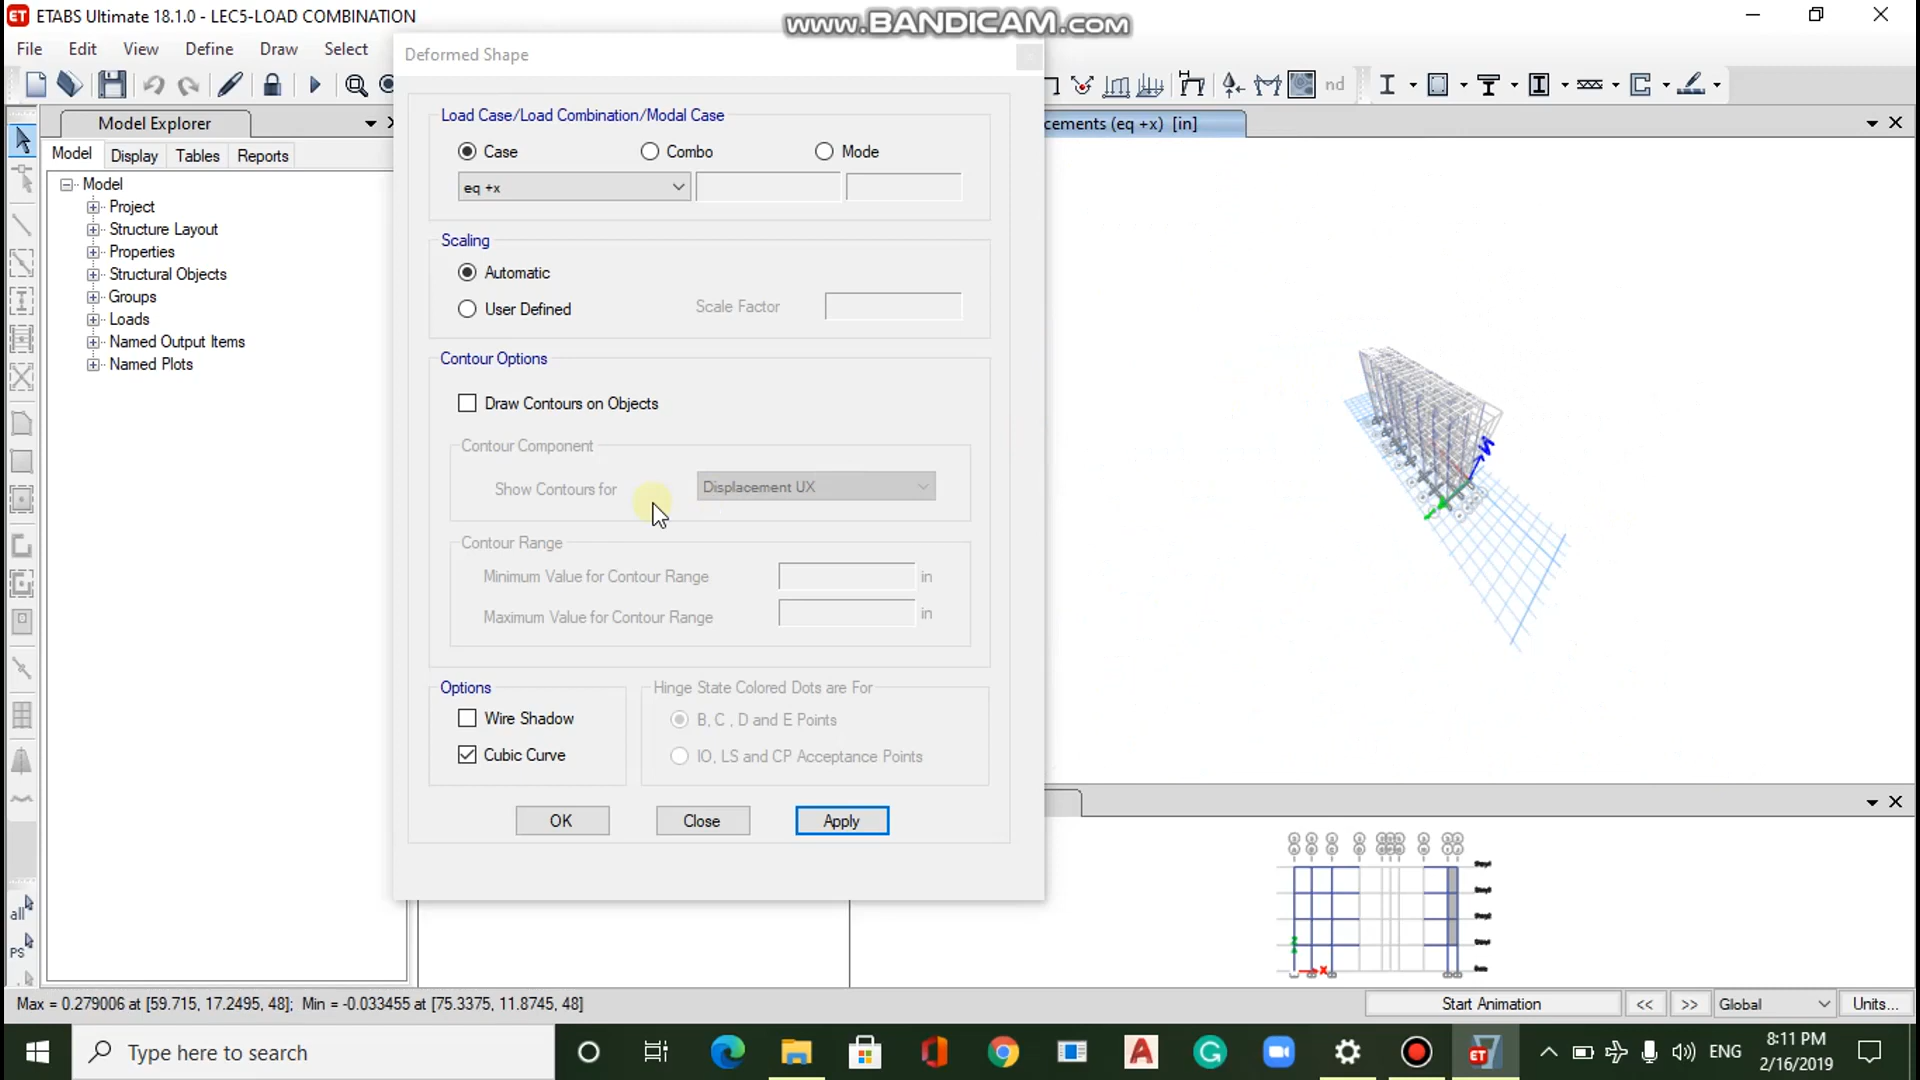 ETABS Ultimate 18.1.0 - LEC5-LOAD COMBINATION
www.BANDICAM.com
File Edit View Define Draw Select
Deformed Shape
nd
Model Explorer
cements (eq +x) [in]
Model Display Tables Reports
Model
Project
Structure Layout
Properties
Structural Objects
Groups
Loads
Named Output Items
Named Plots
Load Case/Load Combination/Modal Case
Case Combo Mode
eq +x
Scaling
Automatic
User Defined Scale Factor
Contour Options
Draw Contours on Objects
Contour Component
Show Contours for Displacement UX
Contour Range
Minimum Value for Contour Range in
Maximum Value for Contour Range in
Options Hinge State Colored Dots are For
Wire Shadow B, C , D and E Points
Cubic Curve IO, LS and CP Acceptance Points
OK Close Apply
all
PS
X
Max = 0.279006 at [59.715, 17.2495, 48]; Min = -0.033455 at [75.3375, 11.8745, 48]
Start Animation << >> Global Units...
Type here to search
ENG
8:11 PM
2/16/2019